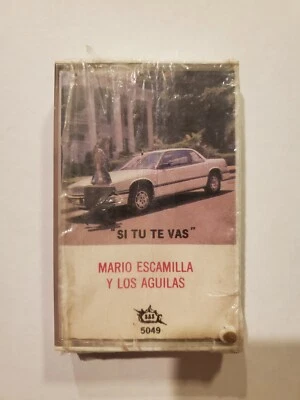 "SI TU TE VAS"
MARIO ESCAMILLA
Y LOS AGUILAS
5049